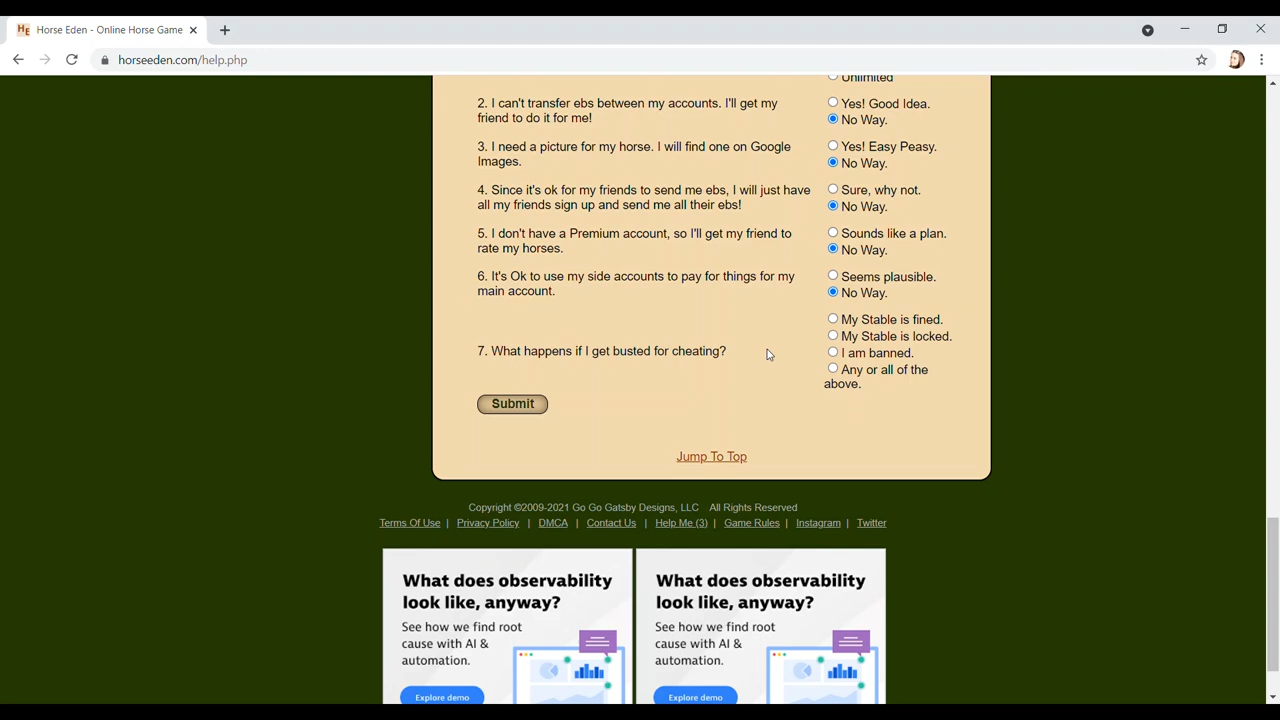 Horse Eden - Online Horse Game
horseeden.com/help.php
Unlimited
2. I can't transfer ebs between my accounts. I'll get my
friend to do it for me!
Yes! Good Idea.
No Way.
3. I need a picture for my horse. I will find one on Google
Images.
Yes! Easy Peasy.
No Way.
4. Since it's ok for my friends to send me ebs, I will just have
all my friends sign up and send me all their ebs!
Sure, why not.
No Way.
5. I don't have a Premium account, so I'll get my friend to
rate my horses.
Sounds like a plan.
No Way.
6. It's Ok to use my side accounts to pay for things for my
main account.
Seems plausible.
No Way.
7. What happens if I get busted for cheating?
My Stable is fined.
My Stable is locked.
I am banned.
Any or all of the
above.
Submit
Jump To Top
Copyright ©2009-2021 Go Go Gatsby Designs, LLC All Rights Reserved
Terms Of Use | Privacy Policy | DMCA | Contact Us | Help Me (3) | Game Rules | Instagram | Twitter
What does observability
look like, anyway?
See how we find root
cause with AI &
automation.
Explore demo
What does observability
look like, anyway?
See how we find root
cause with AI &
automation.
Explore demo